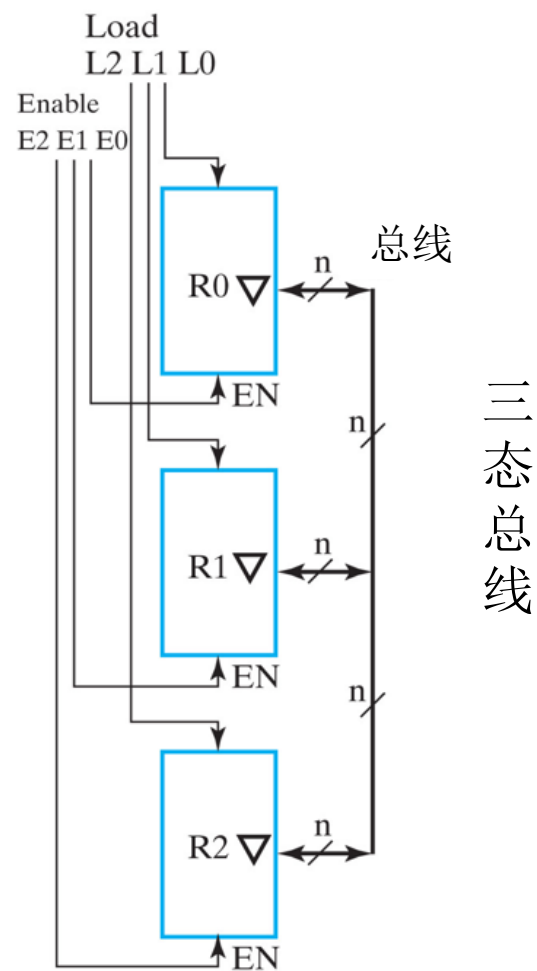 Load
L2 L1 L0
Enable
E2 E1 E0
总线
n
R0
EN
n
n
R1
EN
n
n
R2
EN
三
态
总
线